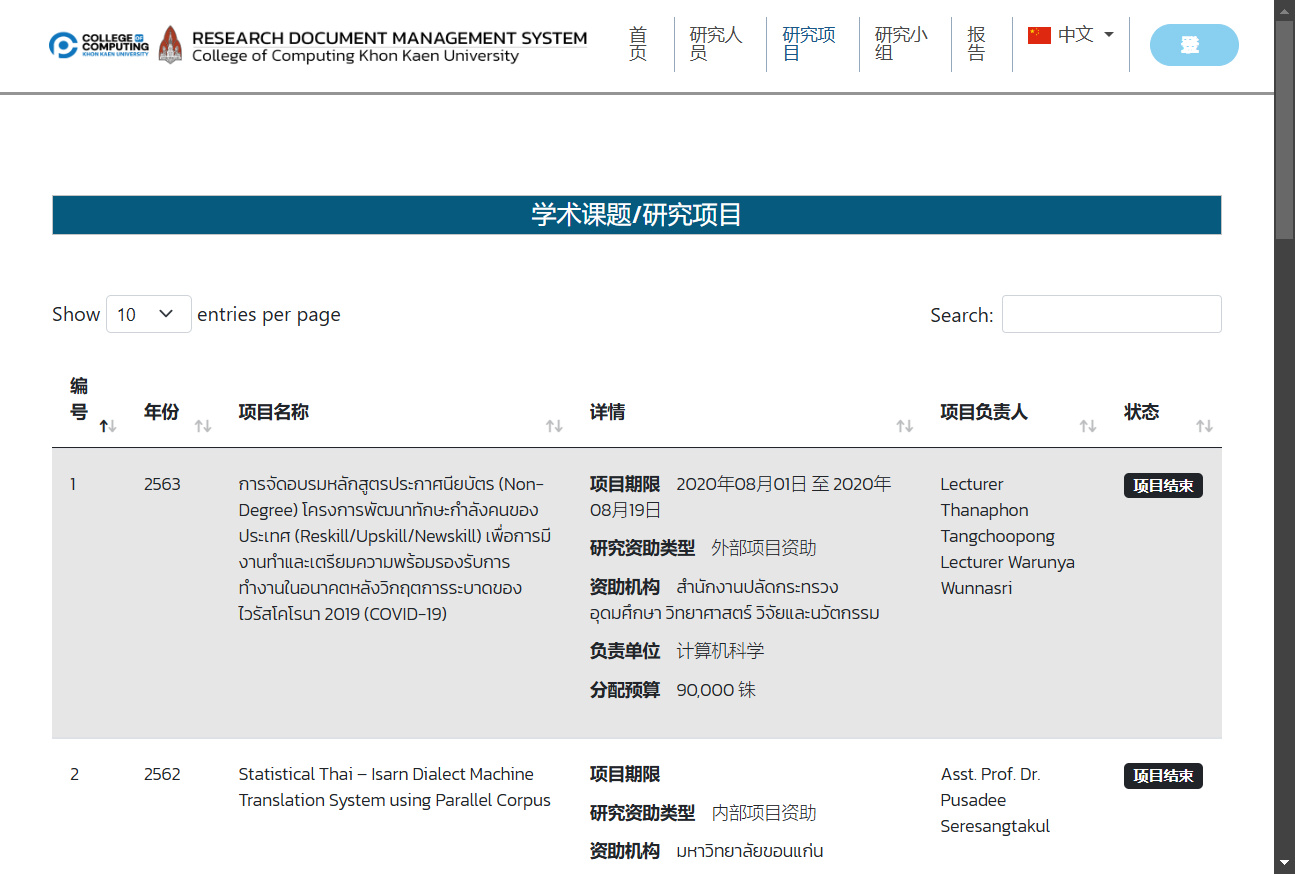 COLLEGE OF
COMPUTING
KHON KAEN UNIVERSITY
RESEARCH DOCUMENT MANAGEMENT SYSTEM
College of Computing Khon Kaen University
首
页
研究人
员
研究项
目
研究小
组
报
告
中文
学术课题/研究项目
Show 10 entries per page
Search:
编
号
年份
项目名称
详情
项目负责人
状态
1
2563
การจัดอบรมหลักสูตรประกาศนียบัตร (Non-
Degree) โครงการพัฒนาทักษะกำลังคนของ
ประเทศ (Reskill/Upskill/Newskill) เพื่อการมี
งานทำและเตรียมความพร้อมรองรับการ
ทำงานในอนาคตหลังวิกฤตการระบาดของ
ไวรัสโคโรนา 2019 (COVID-19)
项目期限 2020年08月01日 至 2020年
08月19日
研究资助类型 外部项目资助
资助机构 สำนักงานปลัดกระทรวง
อุดมศึกษา วิทยาศาสตร์ วิจัยและนวัตกรรม
负责单位 计算机科学
分配预算 90,000 铢
Lecturer
Thanaphon
Tangchoopong
Lecturer Warunya
Wunnasri
项目结束
2
2562
Statistical Thai – Isarn Dialect Machine
Translation System using Parallel Corpus
项目期限
研究资助类型 内部项目资助
资助机构 มหาวิทยาลัยขอนแก่น
Asst. Prof. Dr.
Pusadee
Seresangtakul
项目结束